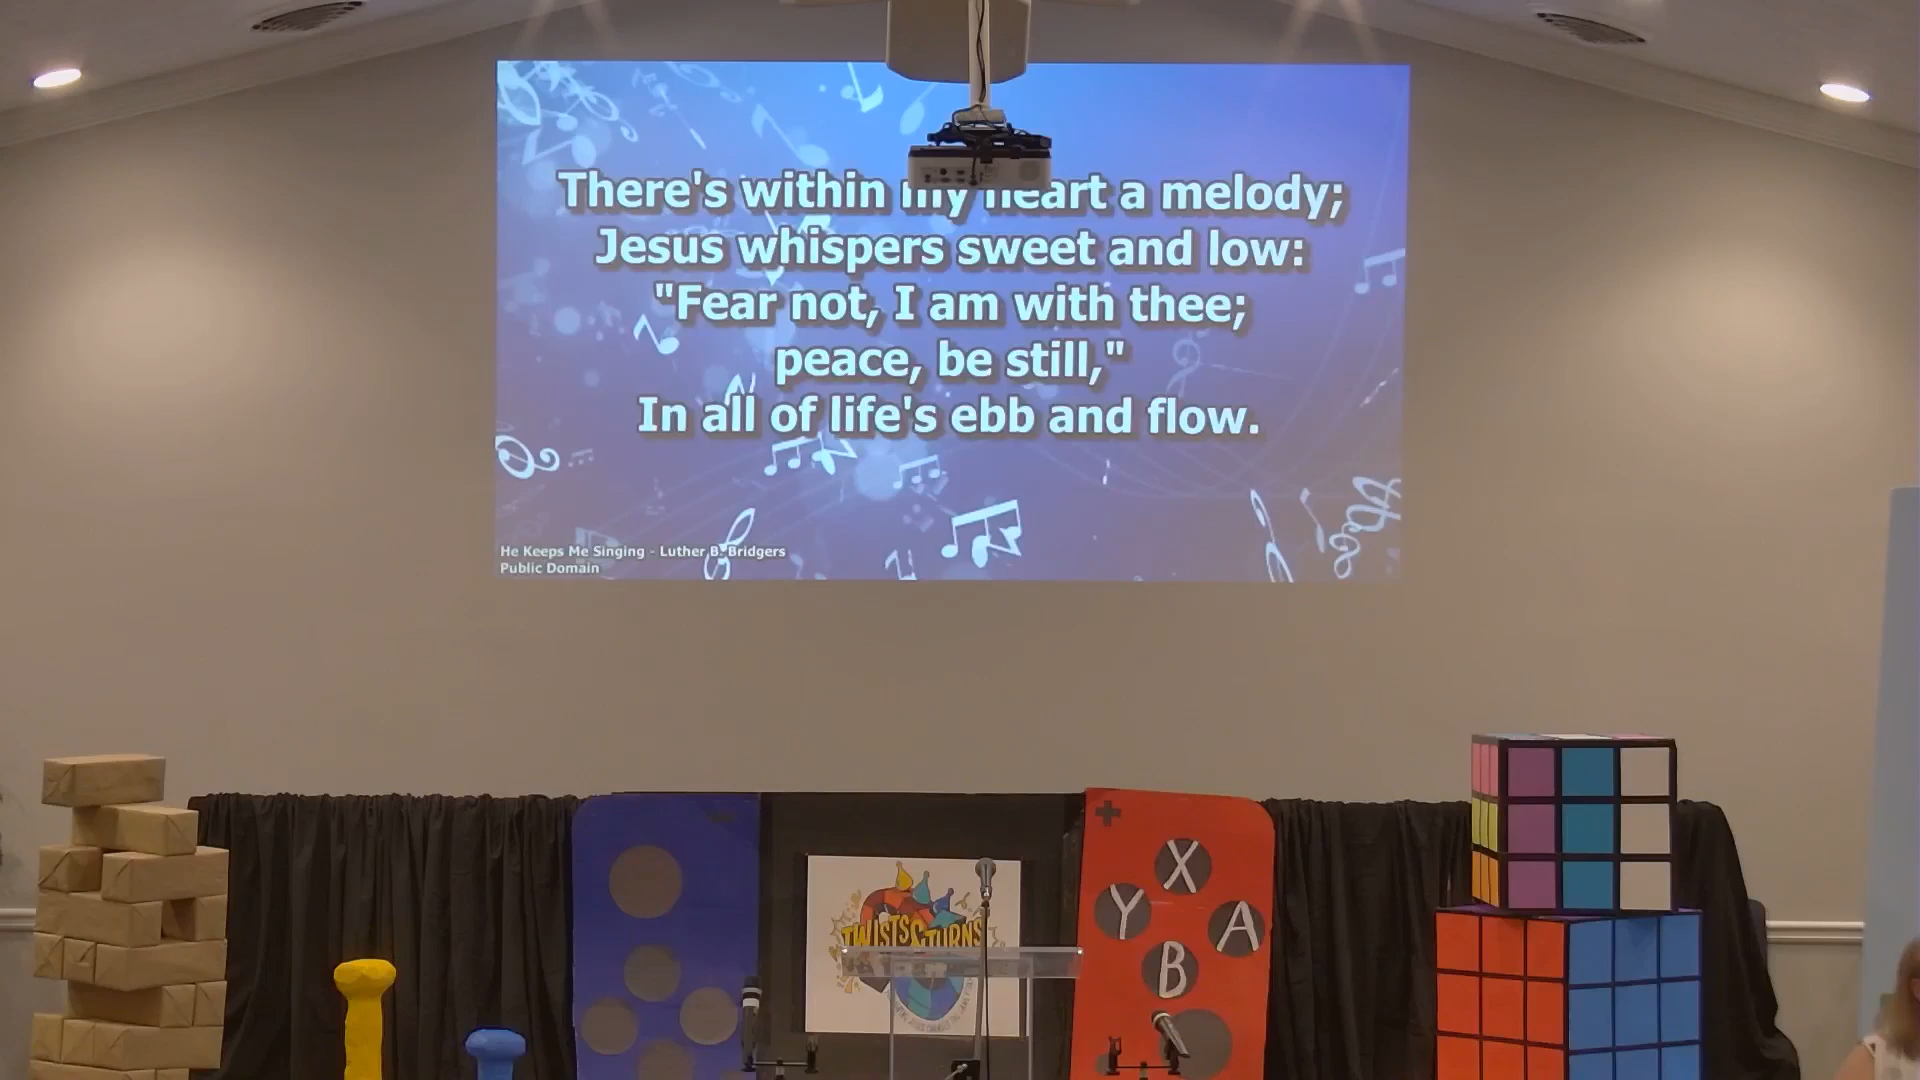 There's within my heart a melody;
Jesus whispers sweet and low:
"Fear not, I am with thee;
peace, be still,"
In all of life's ebb and flow.
He Keeps Me Singing - Luther B. Bridgers
Public Domain
X
Y A
B
TWISTS & TURNS